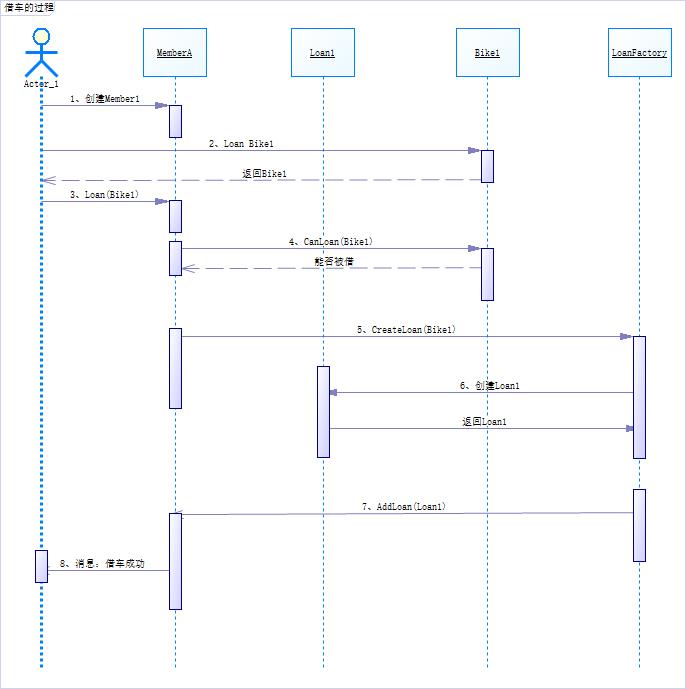 借车的过程
MemberA
Loan1
Bike1
LoanFactory
Actor_1
1、创建Member1
2、Loan Bike1
返回Bike1
3、Loan(Bike1)
4、CanLoan(Bike1)
能否被借
5、CreateLoan(Bike1)
6、创建Loan1
返回Loan1
7、AddLoan(Loan1)
8、消息：借车成功